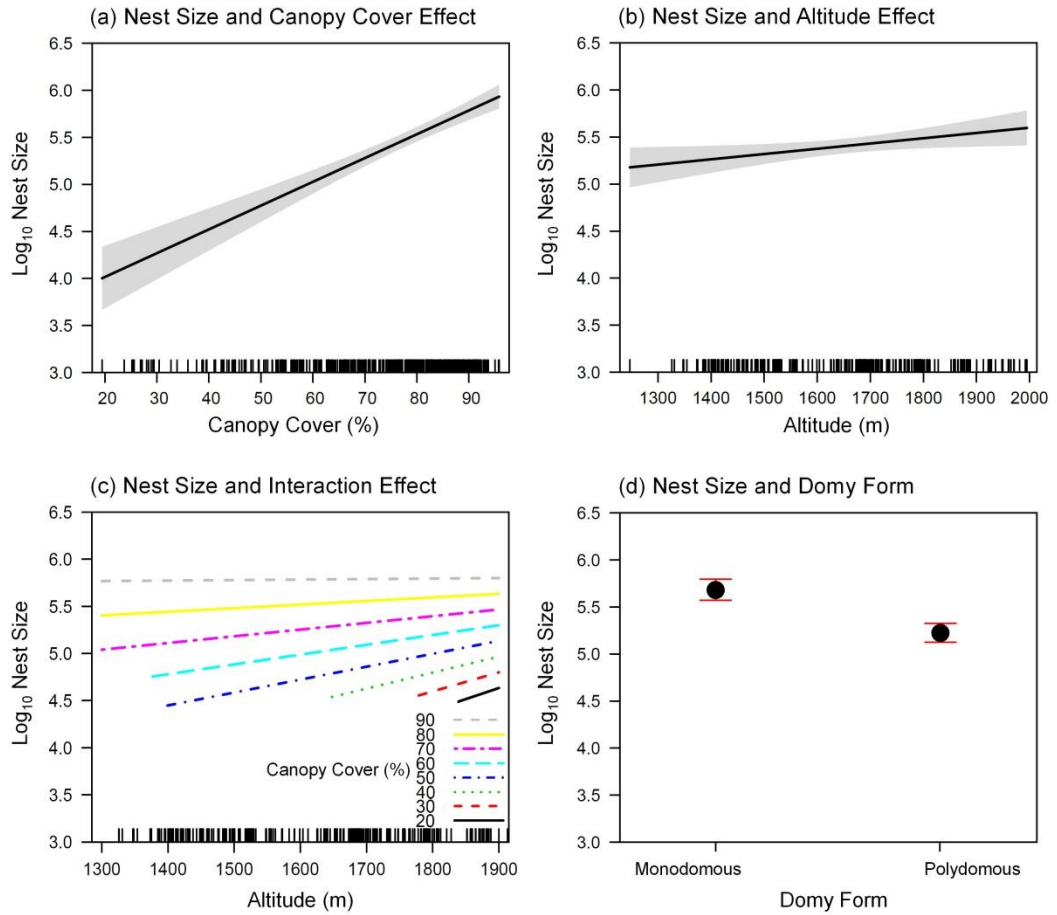 (a) Nest Size and Canopy Cover Effect
6.5
6.0
5.5
5.0
4.5
4.0
3.5
3.0
Log10 Nest Size
20 30 40 50 60 70 80 90
Canopy Cover (%)
(b) Nest Size and Altitude Effect
6.5
6.0
5.5
5.0
4.5
4.0
3.5
3.0
Log10 Nest Size
1300 1400 1500 1600 1700 1800 1900 2000
Altitude (m)
(c) Nest Size and Interaction Effect
6.5
6.0
5.5
5.0
4.5
4.0
3.5
3.0
Log10 Nest Size
Canopy Cover (%)
90
80
70
60
50
40
30
20
1300 1400 1500 1600 1700 1800 1900
Altitude (m)
(d) Nest Size and Domy Form
6.5
6.0
5.5
5.0
4.5
4.0
3.5
3.0
Log10 Nest Size
Monodomous Polydomous
Domy Form